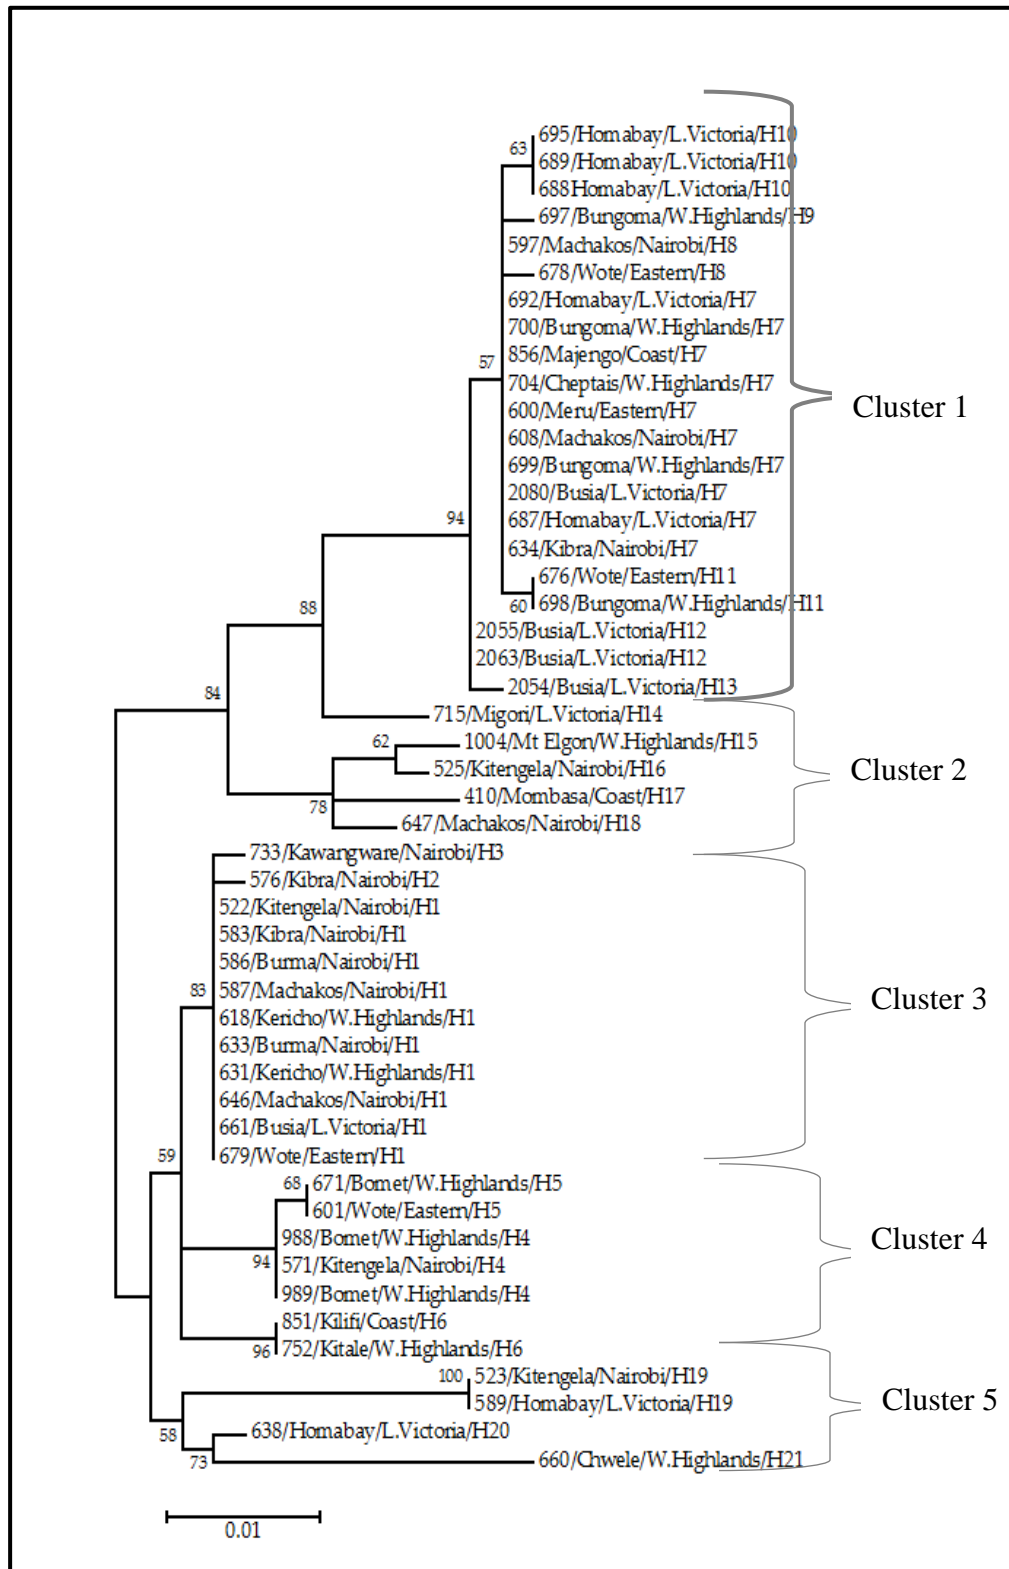 695/Homabay/L.Victoria/H10
63
689/Homabay/L.Victoria/H10
688Homabay/L.Victoria/H10
697/Bungoma/W.Highlands/H9
597/Machakos/Nairobi/H8
678/Wote/Eastern/H8
692/Homabay/L.Victoria/H7
700/Bungoma/W.Highlands/H7
856/Majengo/Coast/H7
57
704/Cheptais/W.Highlands/H7
600/Meru/Eastern/H7
Cluster 1
608/Machakos/Nairobi/H7
699/Bungoma/W.Highlands/H7
2080/Busia/L.Victoria/H7
94
687/Homabay/L.Victoria/H7
634/Kibra/Nairobi/H7
676/Wote/Eastern/H11
60
698/Bungoma/W.Highlands/H11
88
2055/Busia/L.Victoria/H12
2063/Busia/L.Victoria/H12
2054/Busia/L.Victoria/H13
84
715/Migori/L.Victoria/H14
62
1004/Mt Elgon/W.Highlands/H15
525/Kitengela/Nairobi/H16
Cluster 2
410/Mombasa/Coast/H17
78
647/Machakos/Nairobi/H18
733/Kawangware/Nairobi/H3
576/Kibra/Nairobi/H2
522/Kitengela/Nairobi/H1
583/Kibra/Nairobi/H1
586/Burma/Nairobi/H1
83
587/Machakos/Nairobi/H1
Cluster 3
618/Kericho/W.Highlands/H1
633/Burma/Nairobi/H1
631/Kericho/W.Highlands/H1
646/Machakos/Nairobi/H1
661/Busia/L.Victoria/H1
59
679/Wote/Eastern/H1
68
671/Bomet/W.Highlands/H5
601/Wote/Eastern/H5
988/Bomet/W.Highlands/H4
Cluster 4
94
571/Kitengela/Nairobi/H4
989/Bomet/W.Highlands/H4
851/Kilifi/Coast/H6
96
752/Kitale/W.Highlands/H6
100
523/Kitengela/Nairobi/H19
589/Homabay/L.Victoria/H19
Cluster 5
58
638/Homabay/L.Victoria/H20
73
660/Chwele/W.Highlands/H21
0.01